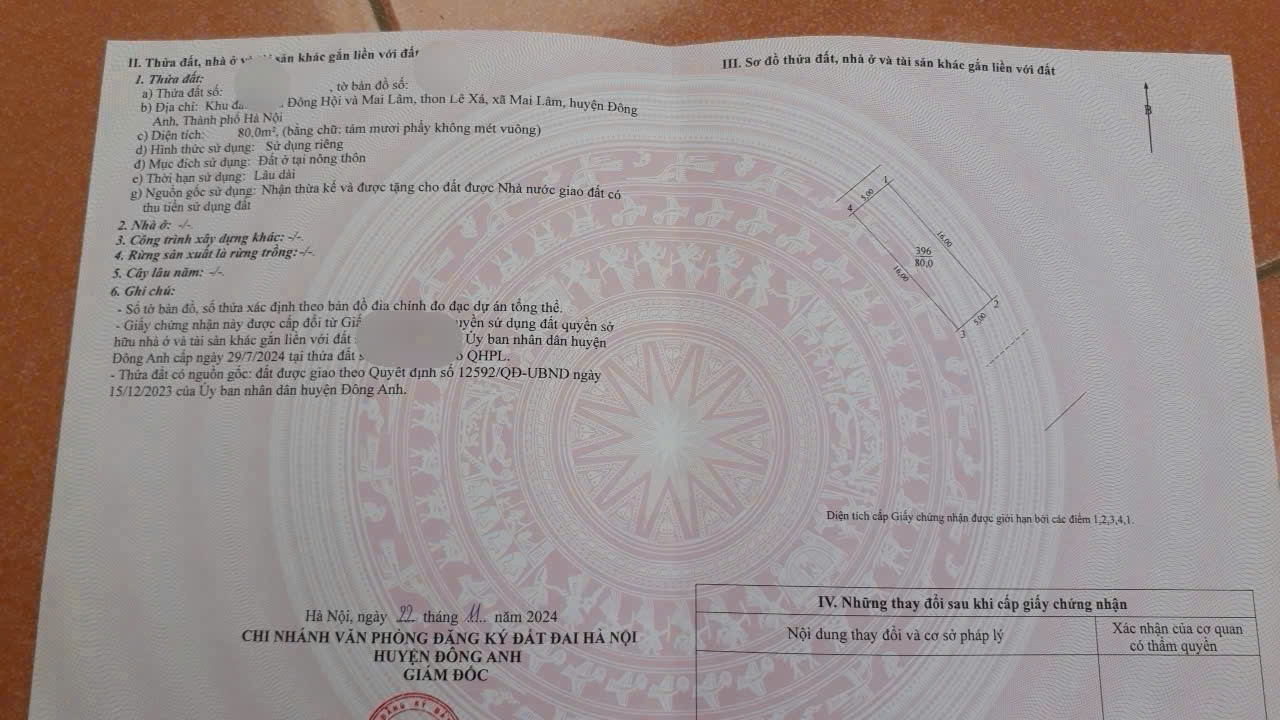 II. Thửa đất, nhà ở và tài sản khác gắn liền với đất
1. Thửa đất:
a) Thửa đất số: , tờ bản đồ số:
b) Địa chỉ: Khu , Đông Hội và Mai Lâm, thon Lê Xá, xã Mai Lâm, huyện Đông
Anh, Thành phố Hà Nội
c) Diện tích: 80,0m², (bằng chữ: tám mươi phẩy không mét vuông)
d) Hình thức sử dụng: Sử dụng riêng
đ) Mục đích sử dụng: Đất ở tại nông thôn
e) Thời hạn sử dụng: Lâu dài
g) Nguồn gốc sử dụng: Nhận thừa kế và được tặng cho đất được Nhà nước giao đất có
thu tiền sử dụng đất
2. Nhà ở: -/-
3. Công trình xây dựng khác: -/-
4. Rừng sản xuất là rừng trồng: -/-
5. Cây lâu năm: -/-
6. Ghi chú:
- Số tờ bản đồ, số thửa xác định theo bản đồ địa chính đo đạc dự án tổng thể.
- Giấy chứng nhận này được cấp đổi từ sử dụng đất quyền sở
hữu nhà ở và tài sản khác gắn liền với đất Ủy ban nhân dân huyện
Đông Anh cấp ngày 29/7/2024 tại thửa đất QHPL.
- Thửa đất có nguồn gốc: đất được giao theo Quyết định số 12592/QĐ-UBND ngày
15/12/2023 của Ủy ban nhân dân huyện Đông Anh.
Hà Nội, ngày 22 tháng 11 năm 2024
CHI NHÁNH VĂN PHÒNG ĐĂNG KÝ ĐẤT ĐAI HÀ NỘI
HUYỆN ĐÔNG ANH
GIÁM ĐỐC
ĐĂNG KÝ ĐẤ
III. Sơ đồ thửa đất, nhà ở và tài sản khác gắn liền với đất
B
1
5,00
4
16,00
396
80,0
16,00
2
5,00
3
Diện tích cấp Giấy chứng nhận được giới hạn bởi các điểm 1,2,3,4,1.
IV. Những thay đổi sau khi cấp giấy chứng nhận
Nội dung thay đổi và cơ sở pháp lý
Xác nhận của cơ quan
có thẩm quyền